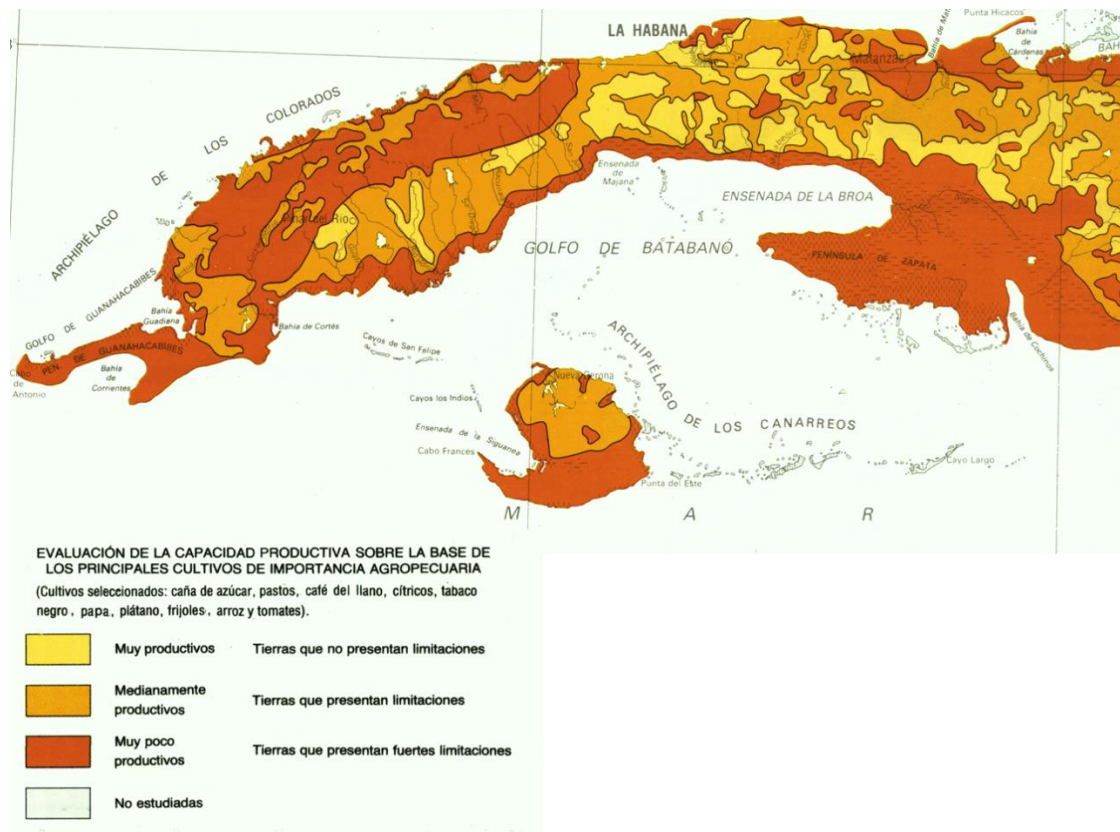 LA HABANA
Punta Hicacos
Bahía de
Cárdenas
Matanzas
ARCHIPIÉLAGO DE LOS COLORADOS
Pinar del Río
Ensenada
de
Majana
ENSENADA DE LA BROA
GOLFO DE BATABANÓ
PENÍNSULA DE ZAPATA
GOLFO DE GUANAHACABIBES
Bahía
Guadiana
Bahía de Cortés
PEN. DE GUANAHACABIBES
Bahía
de
Corrientes
de
Antonio
Cayos de San Felipe
Bahía de Cochinos
Nueva Gerona
Cayos los Indios
ARCHIPIÉLAGO DE LOS CANARREOS
Ensenada de la Siguanea
Cabo Francés
Cayo Largo
Punta del Este
M A R
EVALUACIÓN DE LA CAPACIDAD PRODUCTIVA SOBRE LA BASE DE
LOS PRINCIPALES CULTIVOS DE IMPORTANCIA AGROPECUARIA
(Cultivos seleccionados: caña de azúcar, pastos, café del llano, cítricos, tabaco
negro, papa, plátano, frijoles, arroz y tomates).
Muy productivos Tierras que no presentan limitaciones
Medianamente
productivos Tierras que presentan limitaciones
Muy poco
productivos Tierras que presentan fuertes limitaciones
No estudiadas